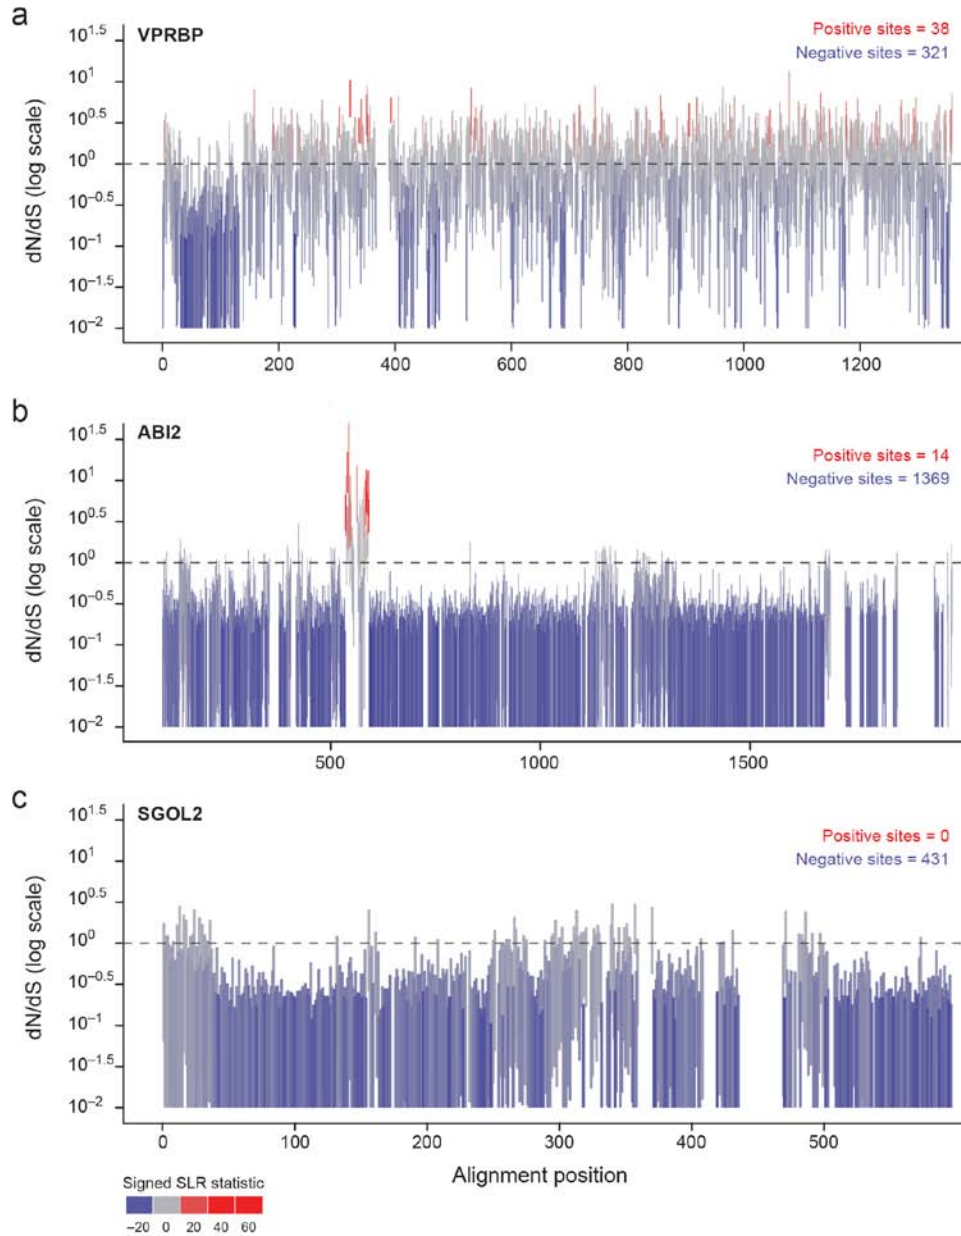 a
VPRBP
Positive sites = 38
Negative sites = 321
dN/dS (log scale)
10^1.5
10^1
10^0.5
10^0
10^−0.5
10^−1
10^−1.5
10^−2
0 200 400 600 800 1000 1200
b
ABI2
Positive sites = 14
Negative sites = 1369
dN/dS (log scale)
10^1.5
10^1
10^0.5
10^0
10^−0.5
10^−1
10^−1.5
10^−2
500 1000 1500
c
SGOL2
Positive sites = 0
Negative sites = 431
dN/dS (log scale)
10^1.5
10^1
10^0.5
10^0
10^−0.5
10^−1
10^−1.5
10^−2
0 100 200 300 400 500
Alignment position
Signed SLR statistic
−20 0 20 40 60